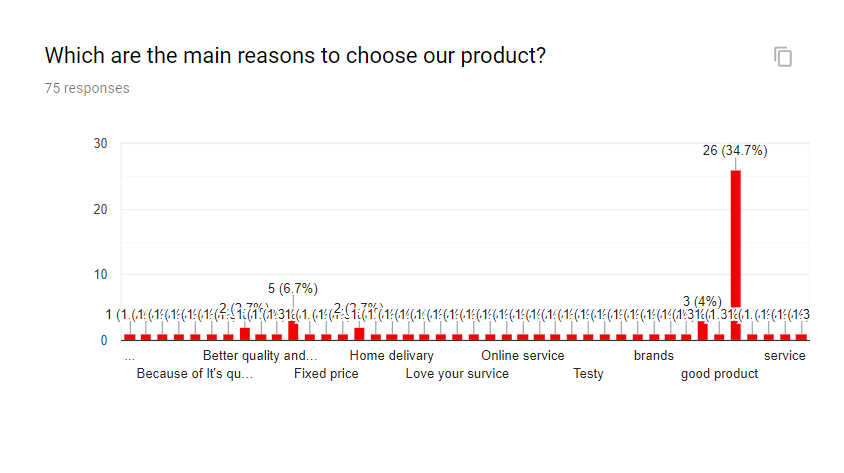 Which are the main reasons to choose our product?
75 responses
30
20
10
0
26 (34.7%)
5 (6.7%)
2 (2.7%)
2 (2.7%)
3 (4%)
...
Better quality and...
Home delivery
Online service
brands
service
Because of It's qu...
Fixed price
Love your survice
Testy
good product